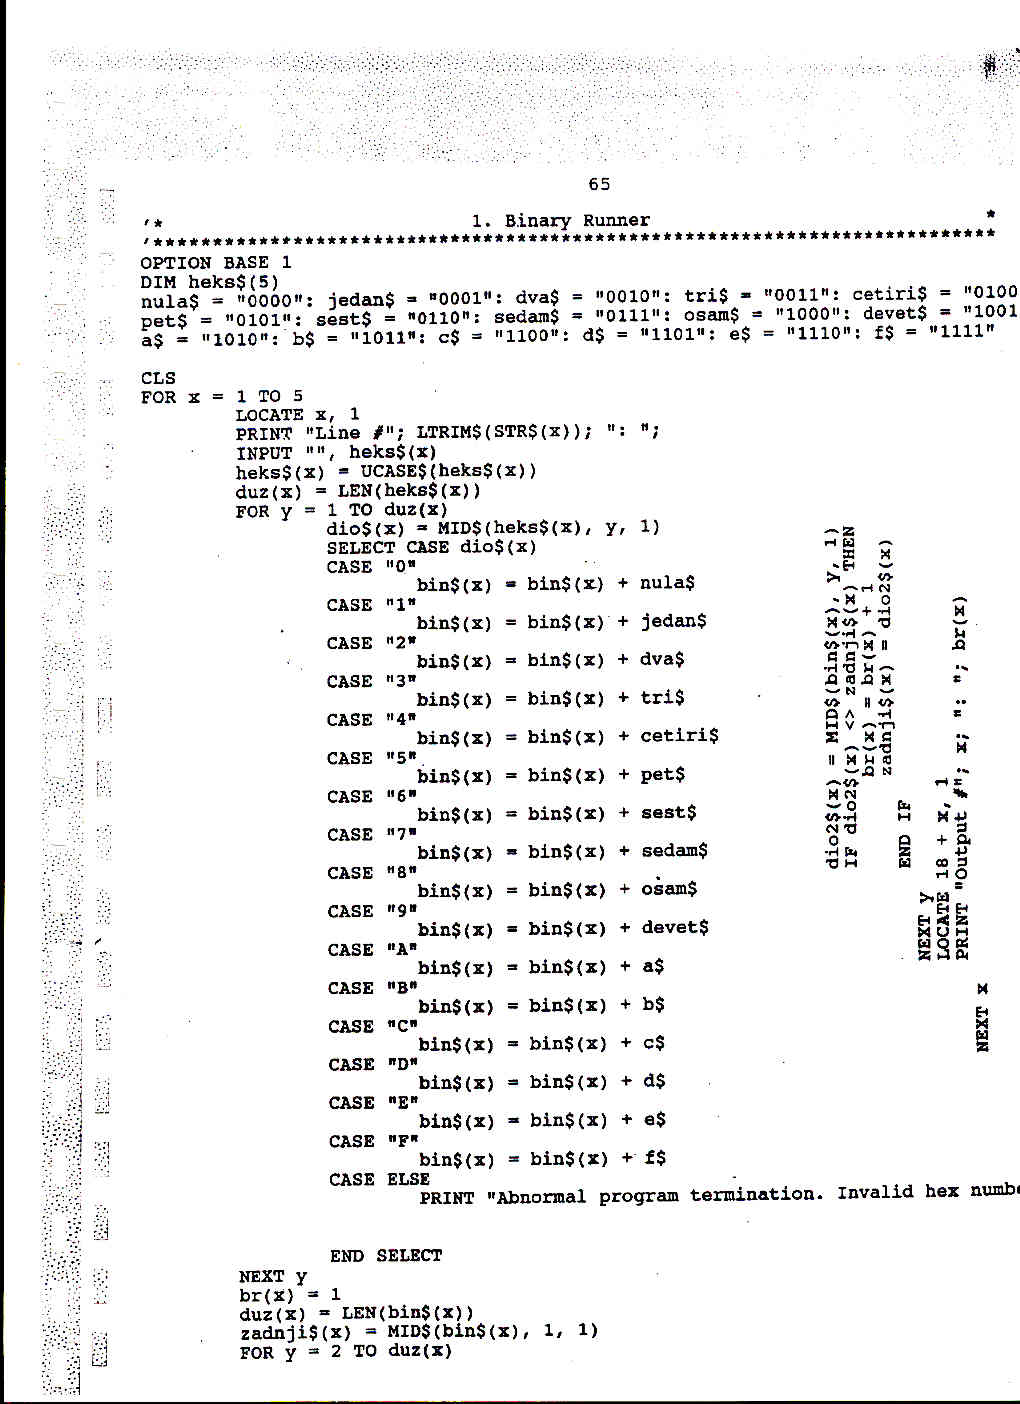 65
'* 1. Binary Runner *
'***********************************************************************
OPTION BASE 1
DIM heks$(5)
nula$ = "0000": jedan$ = "0001": dva$ = "0010": tri$ = "0011": cetiri$ = "0100
pet$ = "0101": sest$ = "0110": sedam$ = "0111": osam$ = "1000": devet$ = "1001
a$ = "1010": b$ = "1011": c$ = "1100": d$ = "1101": e$ = "1110": f$ = "1111"
CLS
FOR x = 1 TO 5
LOCATE x, 1
PRINT "Line #"; LTRIM$(STR$(x)); ": ";
INPUT "", heks$(x)
heks$(x) = UCASE$(heks$(x))
duz(x) = LEN(heks$(x))
FOR y = 1 TO duz(x)
dio$(x) = MID$(heks$(x), y, 1)
SELECT CASE dio$(x)
CASE "0"
bin$(x) = bin$(x) + nula$
CASE "1"
bin$(x) = bin$(x) + jedan$
CASE "2"
bin$(x) = bin$(x) + dva$
CASE "3"
bin$(x) = bin$(x) + tri$
CASE "4"
bin$(x) = bin$(x) + cetiri$
CASE "5"
bin$(x) = bin$(x) + pet$
CASE "6"
bin$(x) = bin$(x) + sest$
CASE "7"
bin$(x) = bin$(x) + sedam$
CASE "8"
bin$(x) = bin$(x) + osam$
CASE "9"
bin$(x) = bin$(x) + devet$
CASE "A"
bin$(x) = bin$(x) + a$
CASE "B"
bin$(x) = bin$(x) + b$
CASE "C"
bin$(x) = bin$(x) + c$
CASE "D"
bin$(x) = bin$(x) + d$
CASE "E"
bin$(x) = bin$(x) + e$
CASE "F"
bin$(x) = bin$(x) + f$
CASE ELSE
PRINT "Abnormal program termination. Invalid hex numbe
END SELECT
NEXT y
br(x) = 1
duz(x) = LEN(bin$(x))
zadnji$(x) = MID$(bin$(x), 1, 1)
FOR y = 2 TO duz(x)
dio2$(x) = MID$(bin$(x), y, 1)
IF dio2$(x) <> zadnji$(x) THEN
br(x) = br(x) + 1
zadnji$(x) = dio2$(x)
END IF
NEXT y
LOCATE 18 + x, 1
PRINT "Output #"; x; ": "; br(x)
NEXT x